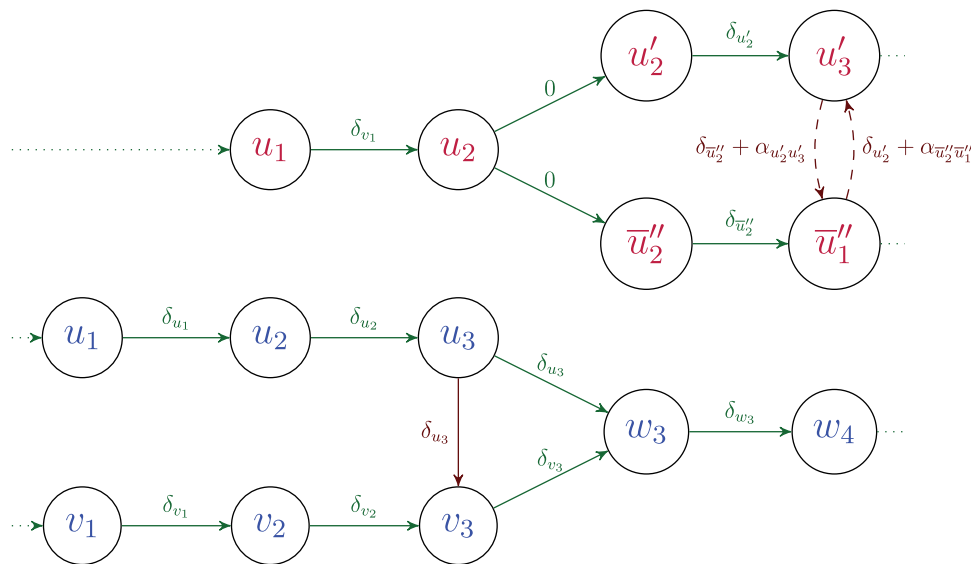 δ_{u'_2}
u'_2 u'_3
0
δ_{v_1}
u_1 u_2
δ_{\overline{u}''_2} + α_{u'_2 u'_3} δ_{u'_2} + α_{\overline{u}''_2 \overline{u}''_1}
0
δ_{\overline{u}''_2}
\overline{u}''_2 \overline{u}''_1
δ_{u_1} δ_{u_2}
u_1 u_2 u_3
δ_{u_3}
δ_{w_3}
δ_{u_3} w_3 w_4
δ_{v_3}
δ_{v_1} δ_{v_2}
v_1 v_2 v_3